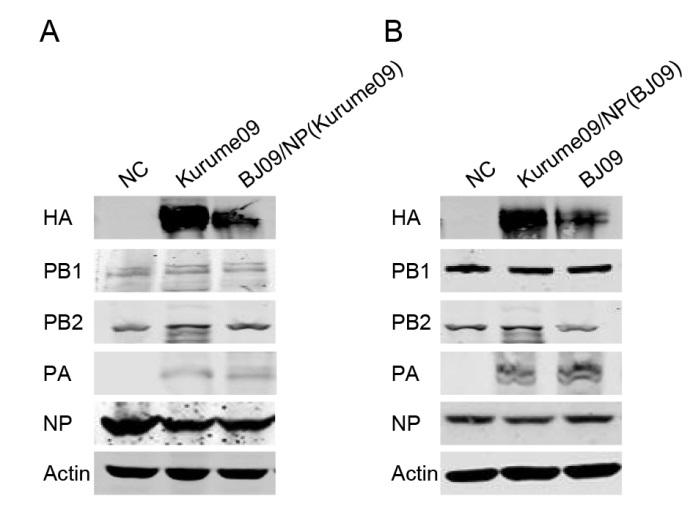 A
B
NC
Kurume09
BJ09/NP(Kurume09)
NC
Kurume09/NP(BJ09)
BJ09
HA
PB1
PB2
PA
NP
Actin
HA
PB1
PB2
PA
NP
Actin